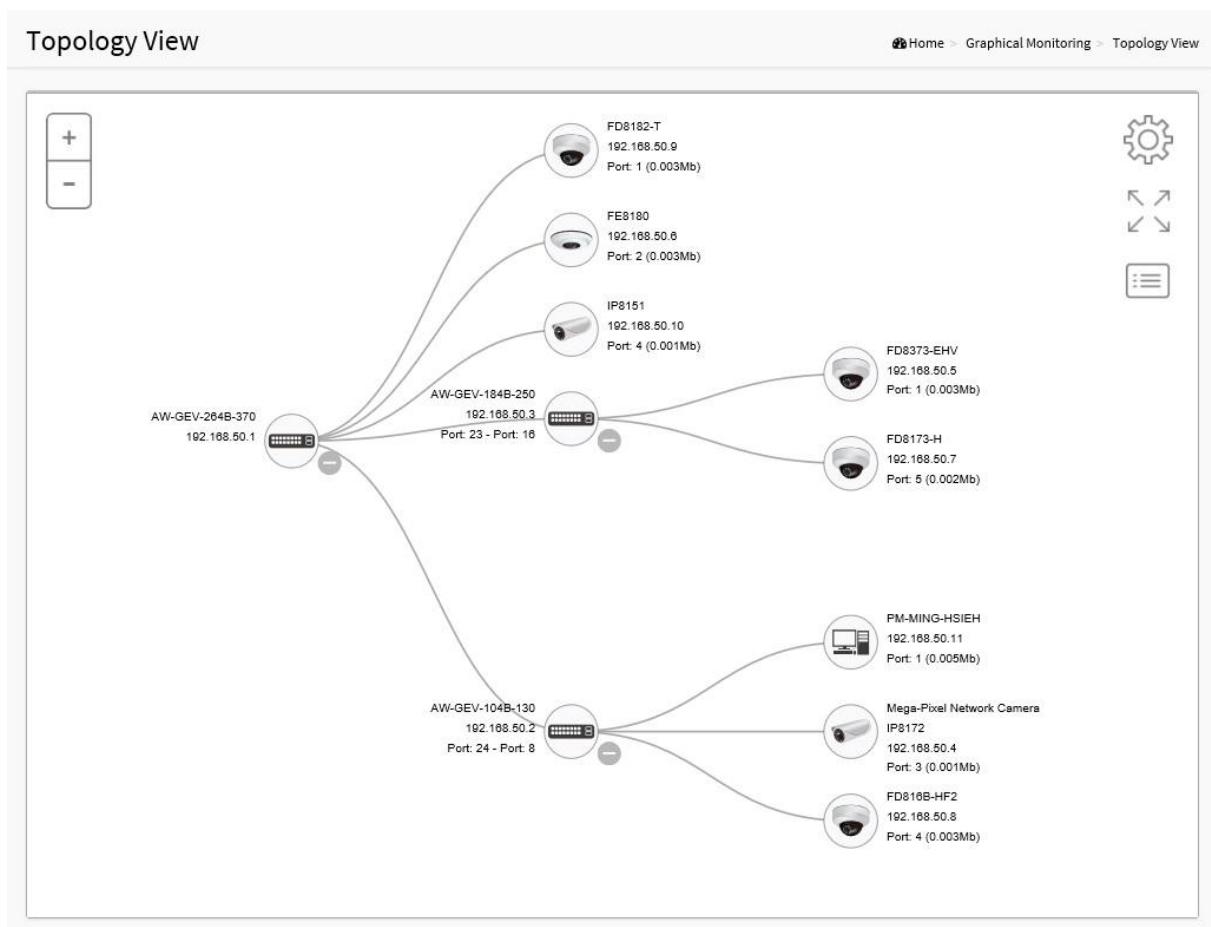 Topology View
Home > Graphical Monitoring > Topology View
+
−
FD8182-T
192.168.50.9
Port: 1 (0.003Mb)
FE8180
192.168.50.6
Port: 2 (0.003Mb)
IP8151
192.168.50.10
Port: 4 (0.001Mb)
FD8373-EHV
192.168.50.5
Port: 1 (0.003Mb)
AW-GEV-184B-250
192.168.50.3
Port: 23 - Port: 16
AW-GEV-264B-370
192.168.50.1
FD8173-H
192.168.50.7
Port: 5 (0.002Mb)
PM-MING-HSIEH
192.168.50.11
Port: 1 (0.005Mb)
AW-GEV-104B-130
192.168.50.2
Port: 24 - Port: 8
Mega-Pixel Network Camera
IP8172
192.168.50.4
Port: 3 (0.001Mb)
FD816B-HF2
192.168.50.8
Port: 4 (0.003Mb)